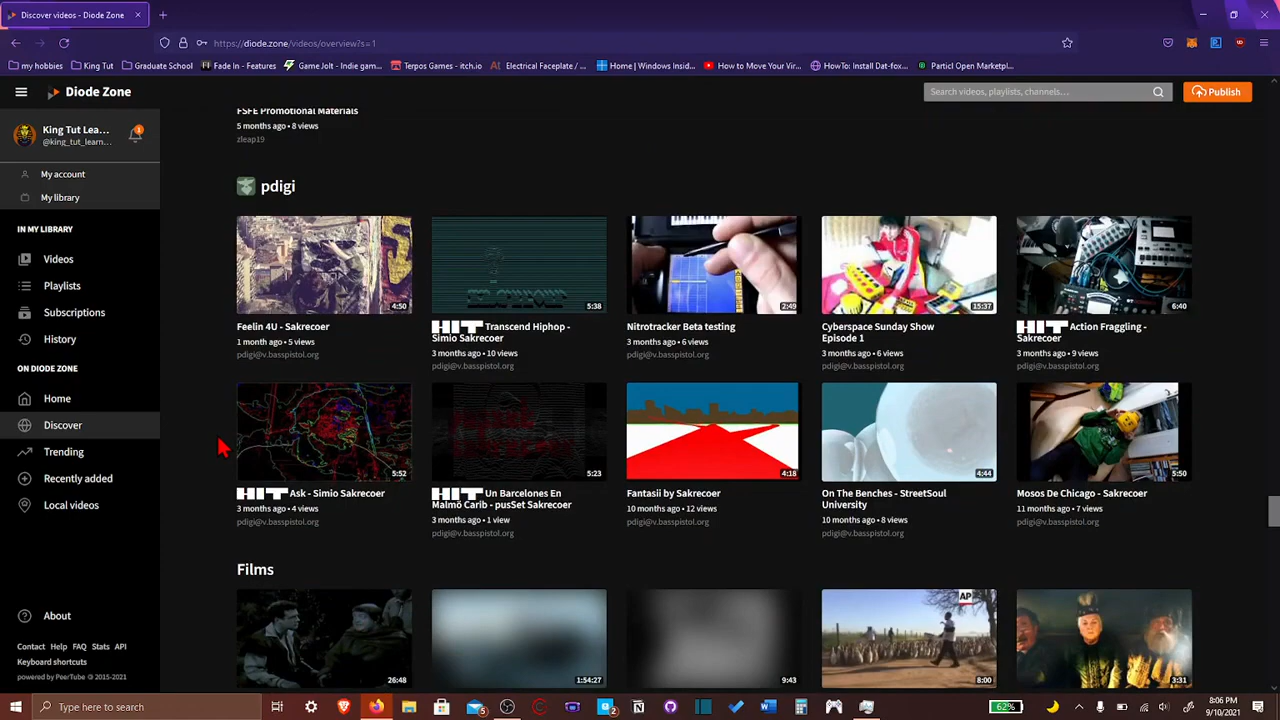 Discover videos - Diode Zone
https://diode.zone/videos/overview?s=1
my hobbies King Tut Graduate School Fade In - Features Game Jolt - Indie gam... Terpos Games - itch.io Electrical Faceplate /... Home | Windows Insid... How to Move Your Vir... HowTo: Install Dat-fox... Particl Open Marketpl...
Diode Zone
Search videos, playlists, channels...
Publish
King Tut Lea...
@king_tut_learn...
1
My account
My library
IN MY LIBRARY
Videos
Playlists
Subscriptions
History
ON DIODE ZONE
Home
Discover
Trending
Recently added
Local videos
About
Contact Help FAQ Stats API
Keyboard shortcuts
powered by PeerTube © 2015-2021
FSFE Promotional Materials
5 months ago • 8 views
zleap19
pdigi
4:50
5:38
2:49
15:37
6:40
Feelin 4U - Sakrecoer
1 month ago • 5 views
pdigi@v.basspistol.org
HIT Transcend Hiphop -
Simio Sakrecoer
3 months ago • 10 views
pdigi@v.basspistol.org
Nitrotracker Beta testing
3 months ago • 6 views
pdigi@v.basspistol.org
Cyberspace Sunday Show
Episode 1
3 months ago • 6 views
pdigi@v.basspistol.org
HIT Action Fraggling -
Sakrecoer
3 months ago • 9 views
pdigi@v.basspistol.org
5:52
5:23
4:18
4:44
5:50
HIT Ask - Simio Sakrecoer
3 months ago • 4 views
pdigi@v.basspistol.org
HIT Un Barcelones En
Malmö Carib - pusSet Sakrecoer
3 months ago • 1 view
pdigi@v.basspistol.org
Fantasii by Sakrecoer
10 months ago • 12 views
pdigi@v.basspistol.org
On The Benches - StreetSoul
University
10 months ago • 8 views
pdigi@v.basspistol.org
Mosos De Chicago - Sakrecoer
11 months ago • 7 views
pdigi@v.basspistol.org
Films
AP
26:48
1:54:27
9:43
8:00
3:31
Type here to search
5
2
62%
8:06 PM
9/10/2021